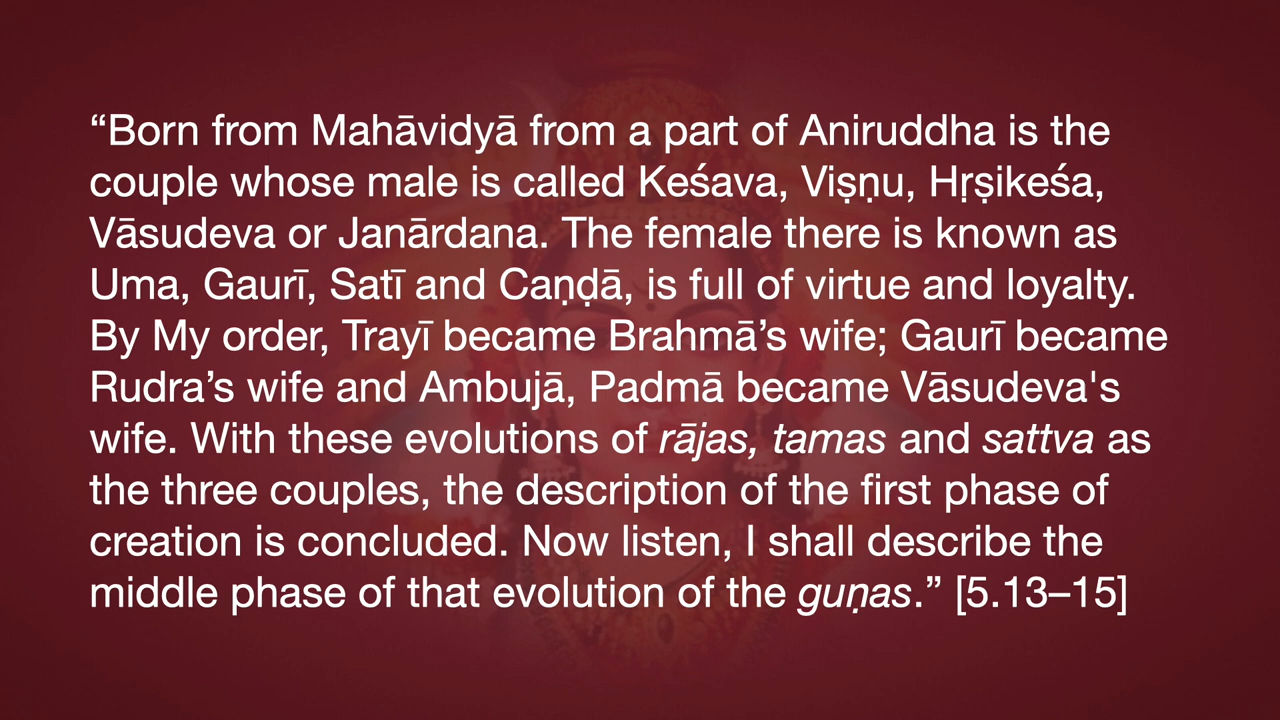 “Born from Mahāvidyā from a part of Aniruddha is the
couple whose male is called Keśava, Viṣṇu, Hṛṣikeśa,
Vāsudeva or Janārdana. The female there is known as
Uma, Gaurī, Satī and Caṇḍā, is full of virtue and loyalty.
By My order, Trayī became Brahmā’s wife; Gaurī became
Rudra’s wife and Ambujā, Padmā became Vāsudeva's
wife. With these evolutions of rājas, tamas and sattva as
the three couples, the description of the first phase of
creation is concluded. Now listen, I shall describe the
middle phase of that evolution of the guṇas.” [5.13–15]